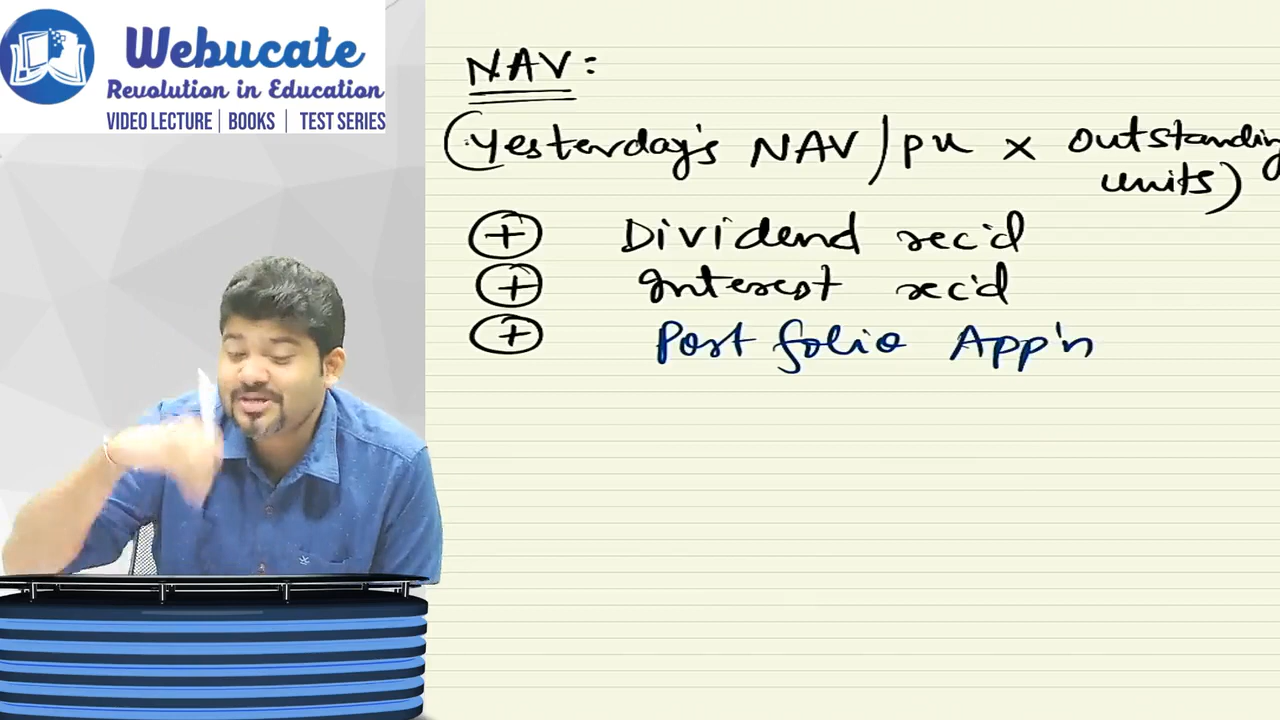 Webucate
Revolution in Education
VIDEO LECTURE | BOOKS | TEST SERIES
NAV:
(Yesterday's NAV/pu × outstanding
units)
+ Dividend rec'd
+ Interest rec'd
+ Portfolio App'n